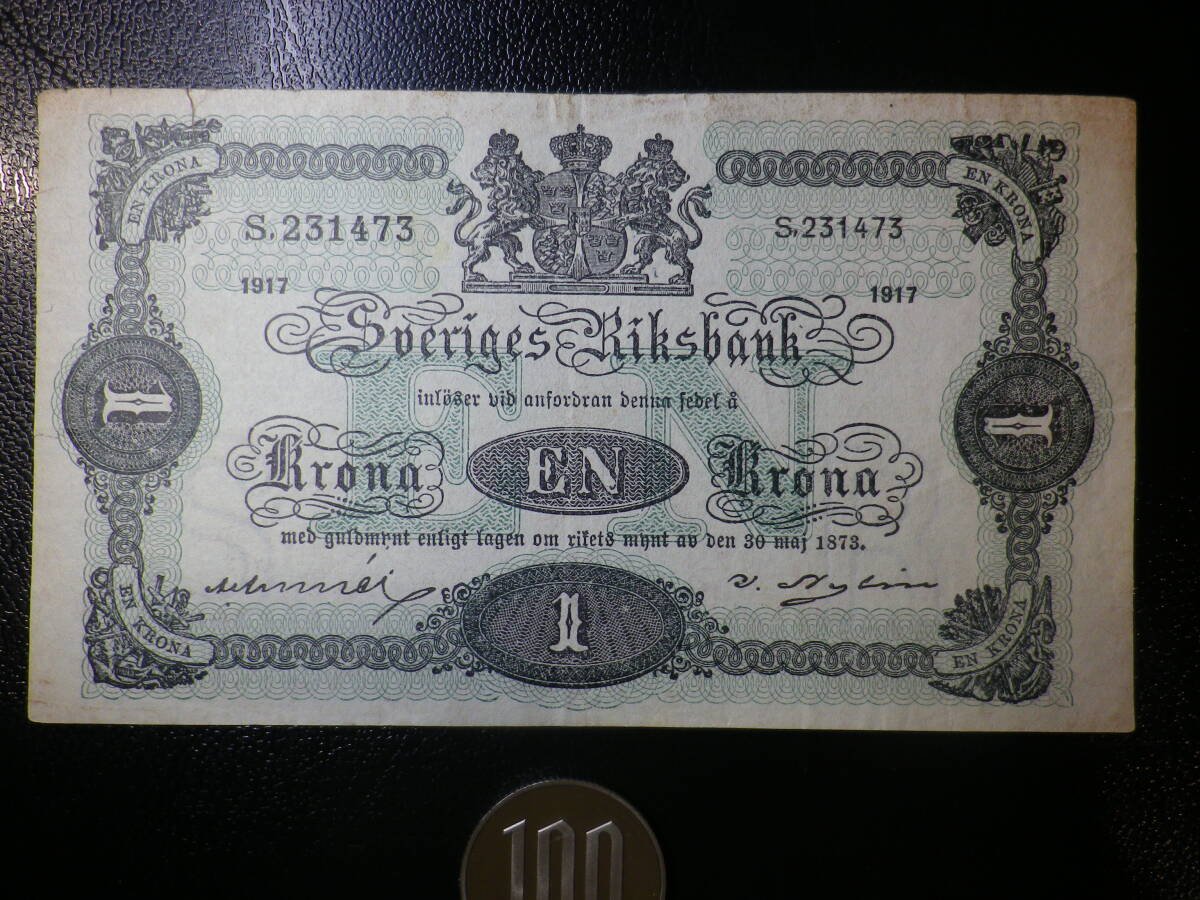 EN KRONA EN KRONA
S,231473 S,231473
1917 1917
Sveriges Riksbank
inlöser vid anfordran denna sedel å
1 1
Krona EN Krona
med guldmynt enligt lagen om rikets mynt av den 30 maj 1873.
EN KRONA EN KRONA
1
100